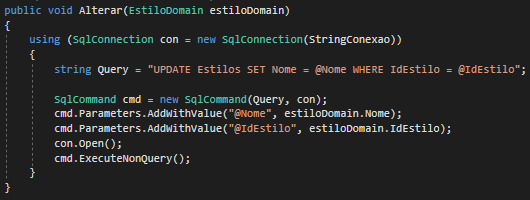 public void Alterar(EstiloDomain estiloDomain)
{
using (SqlConnection con = new SqlConnection(StringConexao))
{
string Query = "UPDATE Estilos SET Nome = @Nome WHERE IdEstilo = @IdEstilo";
SqlCommand cmd = new SqlCommand(Query, con);
cmd.Parameters.AddWithValue("@Nome", estiloDomain.Nome);
cmd.Parameters.AddWithValue("@IdEstilo", estiloDomain.IdEstilo);
con.Open();
cmd.ExecuteNonQuery();
}
}